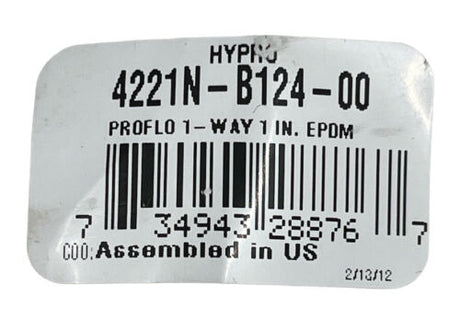 HYPRO
4221N-B124-00
PROFLO 1-WAY 1 IN. EPDM
7 34943 28876 7
COO: Assembled in US
2/13/12